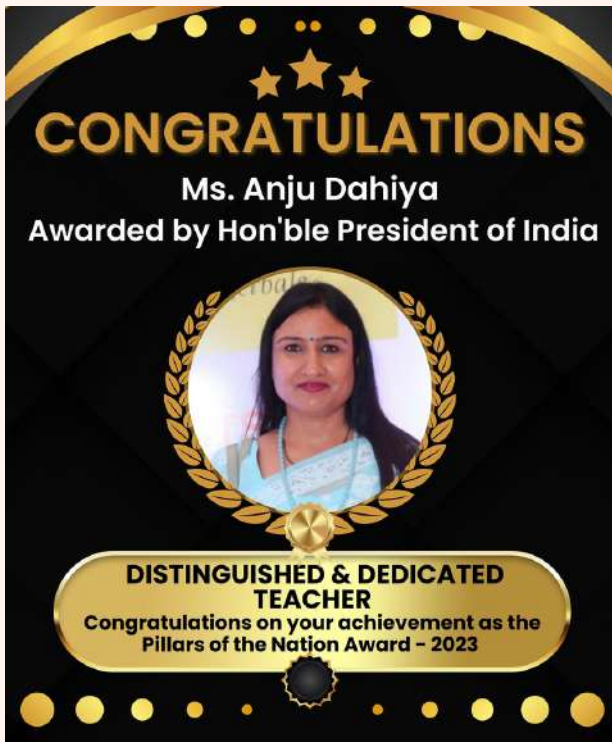 CONGRATULATIONS
Ms. Anju Dahiya
Awarded by Hon'ble President of India
DISTINGUISHED & DEDICATED
TEACHER
Congratulations on your achievement as the
Pillars of the Nation Award - 2023